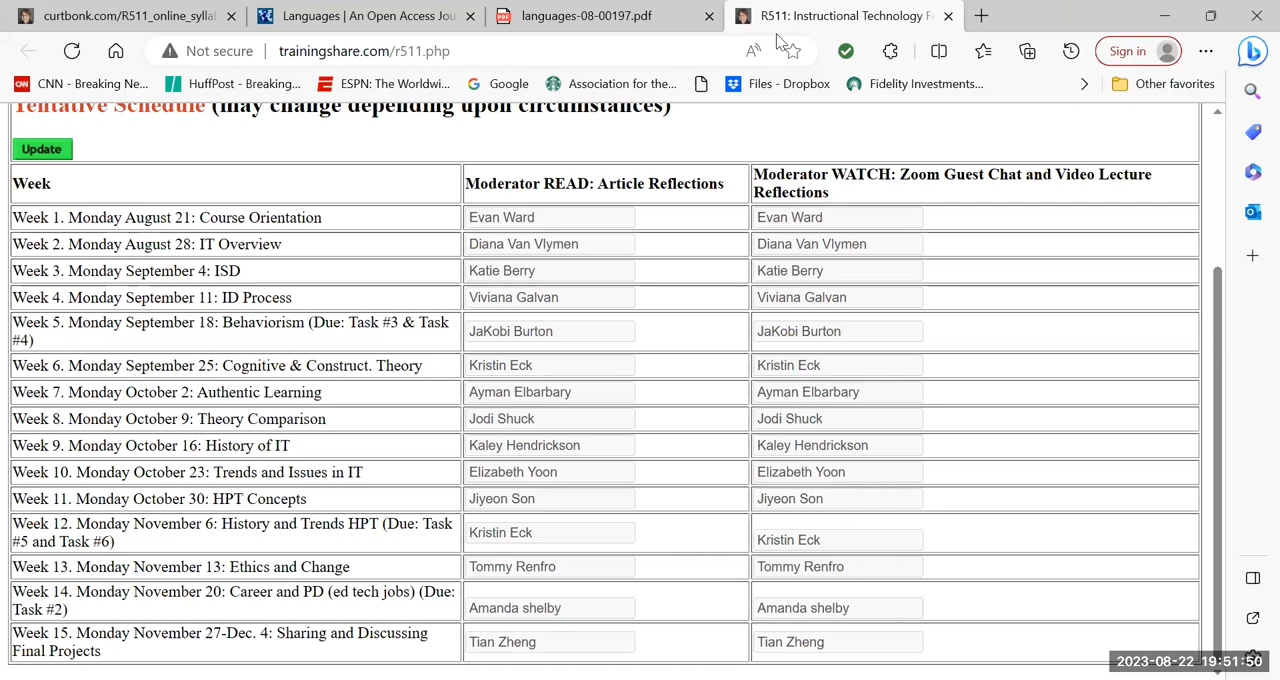 curtbonk.com/R511_online_sylla
Languages | An Open Access Jou
PDF
languages-08-00197.pdf
R511: Instructional Technology F
Not secure
trainingshare.com/r511.php
Sign in
CNN
CNN - Breaking Ne...
HuffPost - Breaking...
ESPN: The Worldwi...
Google
Association for the...
Files - Dropbox
Fidelity Investments...
Other favorites
Tentative Schedule (may change depending upon circumstances)
Update
Week
Moderator READ: Article Reflections
Moderator WATCH: Zoom Guest Chat and Video Lecture
Reflections
Week 1. Monday August 21: Course Orientation
Evan Ward
Evan Ward
Week 2. Monday August 28: IT Overview
Diana Van Vlymen
Diana Van Vlymen
Week 3. Monday September 4: ISD
Katie Berry
Katie Berry
Week 4. Monday September 11: ID Process
Viviana Galvan
Viviana Galvan
Week 5. Monday September 18: Behaviorism (Due: Task #3 & Task
#4)
JaKobi Burton
JaKobi Burton
Week 6. Monday September 25: Cognitive & Construct. Theory
Kristin Eck
Kristin Eck
Week 7. Monday October 2: Authentic Learning
Ayman Elbarbary
Ayman Elbarbary
Week 8. Monday October 9: Theory Comparison
Jodi Shuck
Jodi Shuck
Week 9. Monday October 16: History of IT
Kaley Hendrickson
Kaley Hendrickson
Week 10. Monday October 23: Trends and Issues in IT
Elizabeth Yoon
Elizabeth Yoon
Week 11. Monday October 30: HPT Concepts
Jiyeon Son
Jiyeon Son
Week 12. Monday November 6: History and Trends HPT (Due: Task
#5 and Task #6)
Kristin Eck
Kristin Eck
Week 13. Monday November 13: Ethics and Change
Tommy Renfro
Tommy Renfro
Week 14. Monday November 20: Career and PD (ed tech jobs) (Due:
Task #2)
Amanda shelby
Amanda shelby
Week 15. Monday November 27-Dec. 4: Sharing and Discussing
Final Projects
Tian Zheng
Tian Zheng
2023-08-22 19:51:50